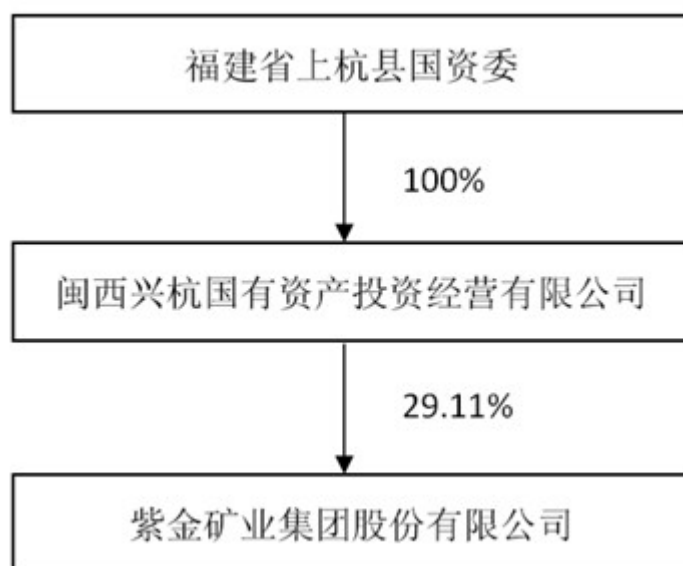 福建省上杭县国资委
100%
闽西兴杭国有资产投资经营有限公司
29.11%
紫金矿业集团股份有限公司